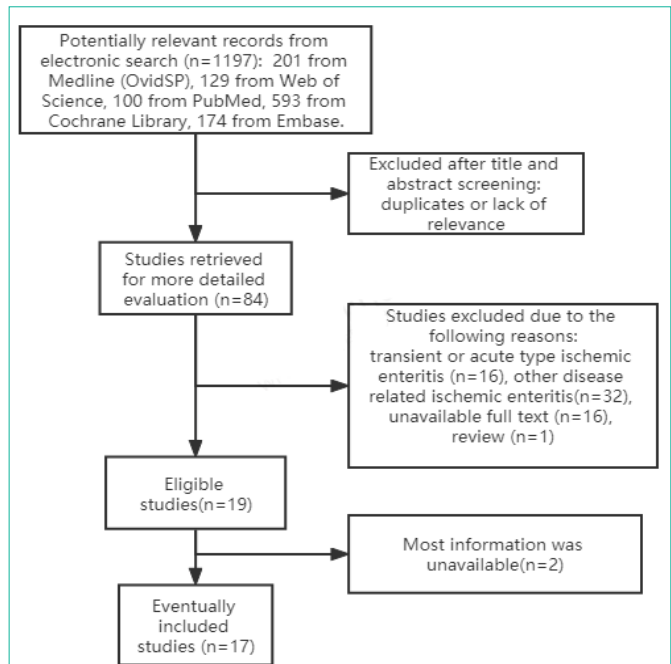 Potentially relevant records from
electronic search (n=1197):  201 from
Medline (OvidSP), 129 from Web of
Science, 100 from PubMed, 593 from
Cochrane Library, 174 from Embase.
Excluded after title and
abstract screening:
duplicates or lack of
relevance
Studies retrieved
for more detailed
evaluation (n=84)
Studies excluded due to the
following reasons:
transient or acute type ischemic
enteritis (n=16), other disease
related ischemic enteritis(n=32),
unavailable full text (n=16),
review (n=1)
Eligible
studies(n=19)
Most information was
unavailable(n=2)
Eventually
included
studies (n=17)